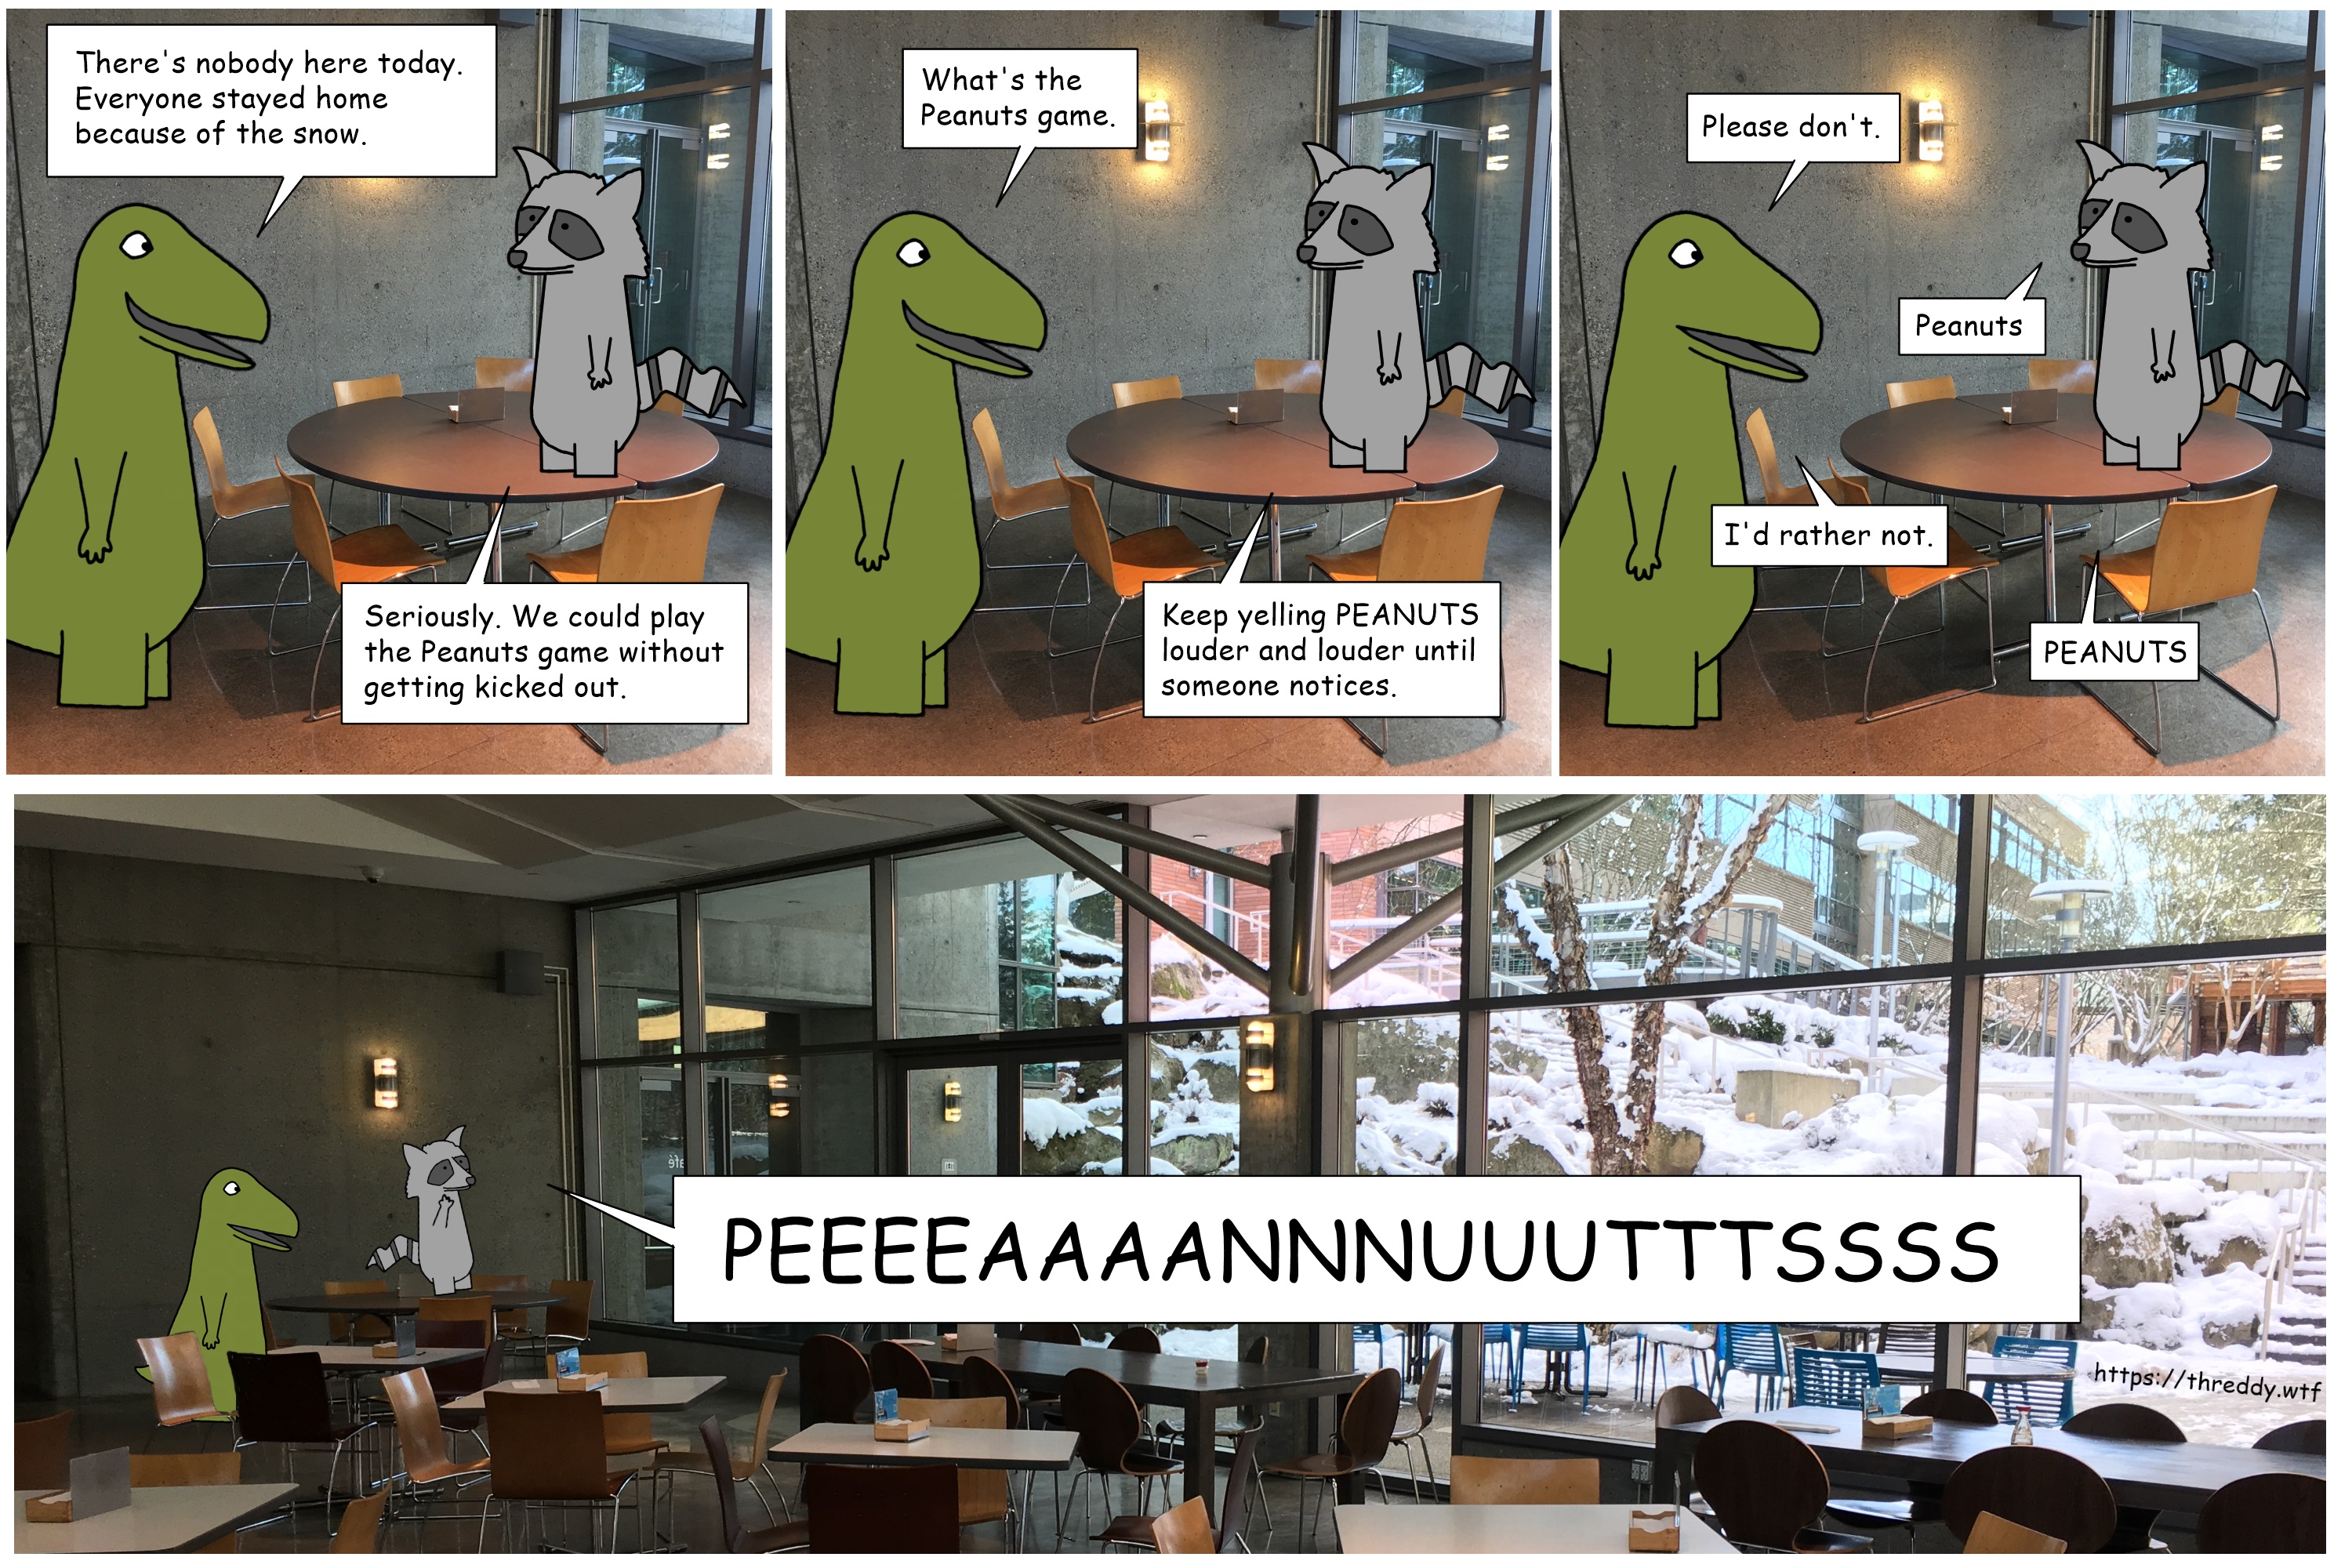 There's nobody here today.
Everyone stayed home
because of the snow.
Seriously. We could play
the Peanuts game without
getting kicked out.
What's the
Peanuts game.
Keep yelling PEANUTS
louder and louder until
someone notices.
Please don't.
Peanuts
I'd rather not.
PEANUTS
PEEEEAAAANNNUUUTTTSSSS
https://threddy.wtf